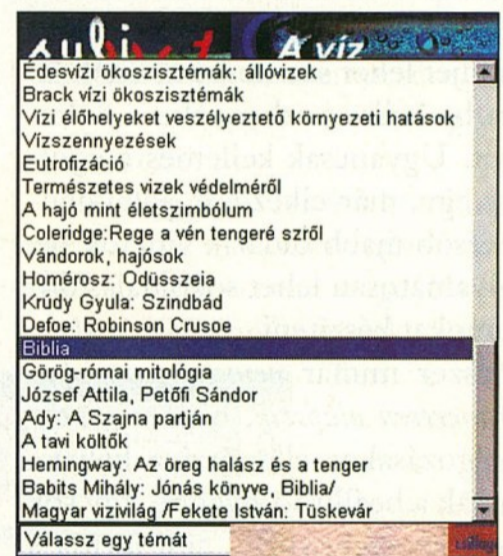 A víz
Édesvízi ökoszisztémák: állóvizek
Brack vízi ökoszisztémák
Vízi élőhelyeket veszélyeztető környezeti hatások
Vízszennyezések
Eutrofizáció
Természetes vizek védelméről
A hajó mint életszimbólum
Coleridge:Rege a vén tengeré szről
Vándorok, hajósok
Homérosz: Odüsszeia
Krúdy Gyula: Szindbád
Defoe: Robinson Crusoe
Biblia
Görög-római mitológia
József Attila, Petőfi Sándor
Ady: A Szajna partján
A tavi költők
Hemingway: Az öreg halász és a tenger
Babits Mihály: Jónás könyve, Biblia/
Magyar vizivilág /Fekete István: Tüskevár
Válassz egy témát